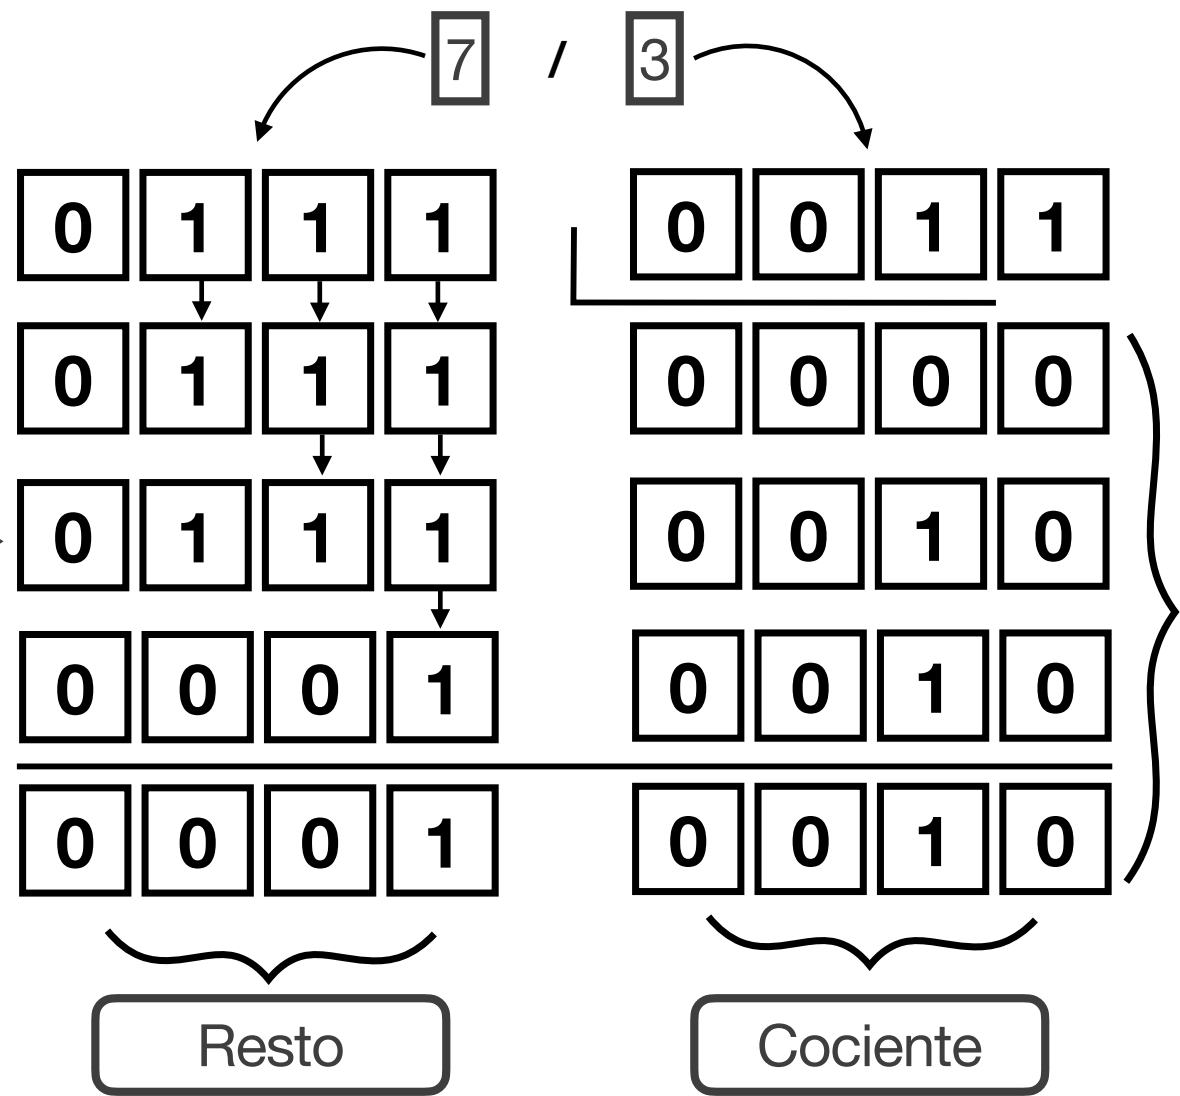 7 / 3
0 1 1 1 0 0 1 1
0 1 1 1 0 0 0 0
0 1 1 1 0 0 1 0
0 0 0 1 0 0 1 0
0 0 0 1 0 0 1 0
Resto Cociente